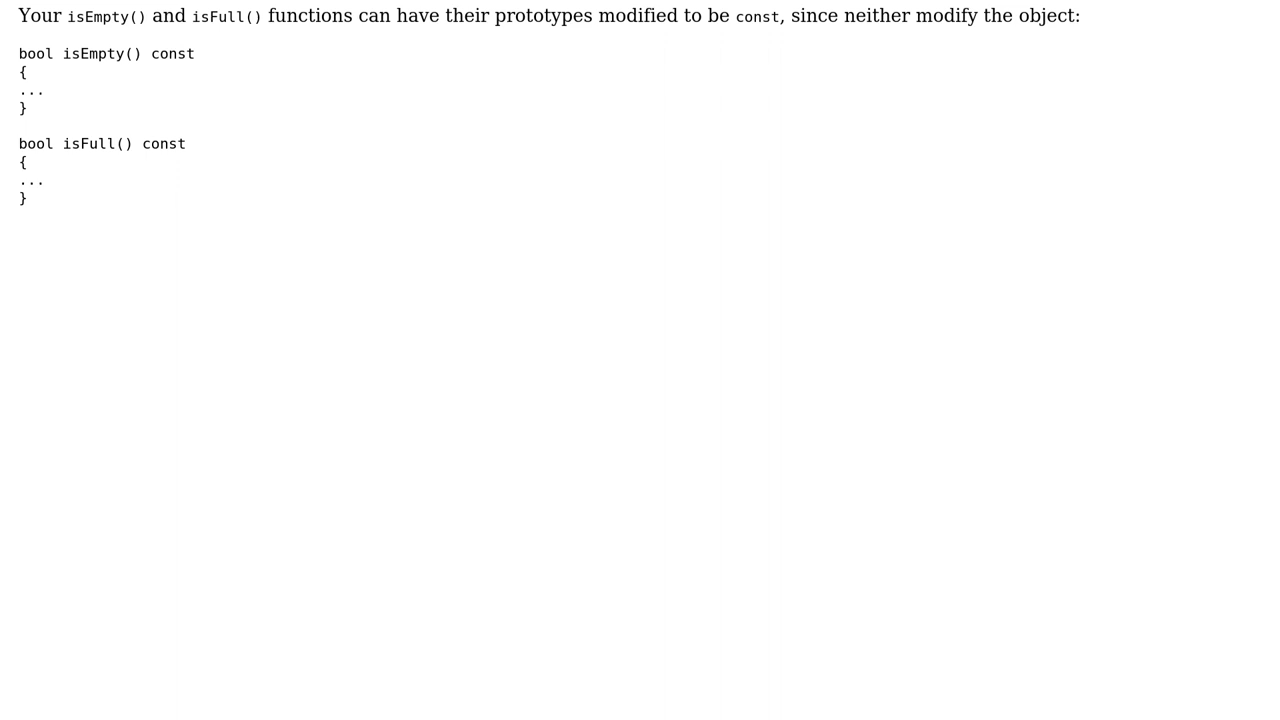 Your isEmpty() and isFull() functions can have their prototypes modified to be const, since neither modify the object:
bool isEmpty() const
{
...
}
bool isFull() const
{
...
}